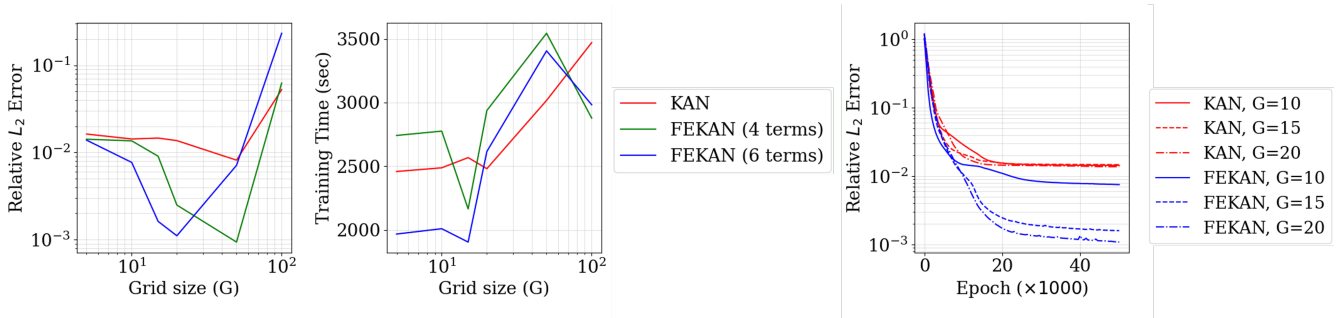 Relative L₂ Error
10⁻¹
10⁻²
10⁻³
10¹
10²
Grid size (G)
Training Time (sec)
3500
3000
2500
2000
10¹
10²
Grid size (G)
KAN
FEKAN (4 terms)
FEKAN (6 terms)
Relative L₂ Error
10⁰
10⁻¹
10⁻²
10⁻³
0
20
40
Epoch (×1000)
KAN, G=10
KAN, G=15
KAN, G=20
FEKAN, G=10
FEKAN, G=15
FEKAN, G=20